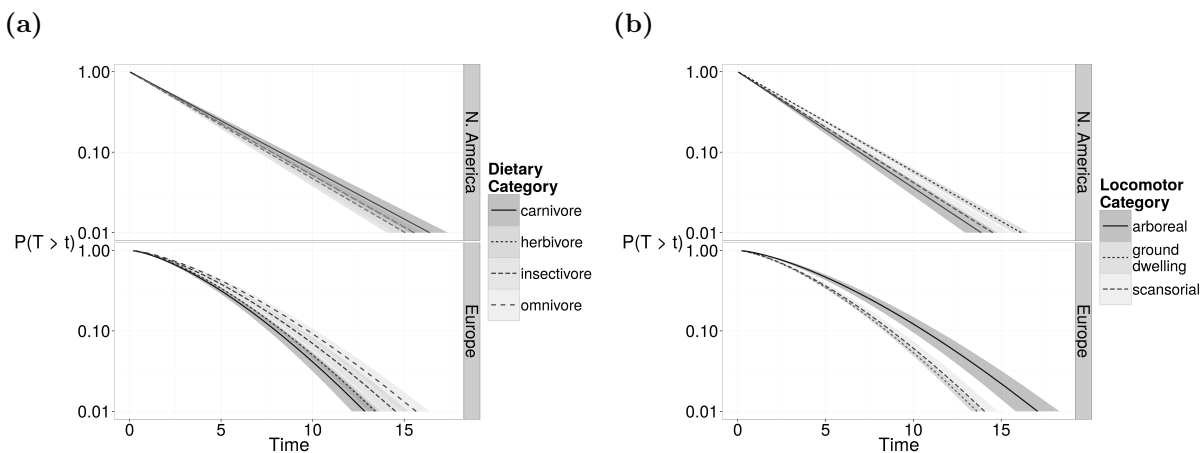 (a)
1.00
0.10
0.01
N. America
P(T > t)
1.00
0.10
0.01
Europe
0 5 10 15
Time
Dietary
Category
carnivore
herbivore
insectivore
omnivore
(b)
1.00
0.10
0.01
N. America
P(T > t)
1.00
0.10
0.01
Europe
0 5 10 15
Time
Locomotor
Category
arboreal
ground
dwelling
scansorial